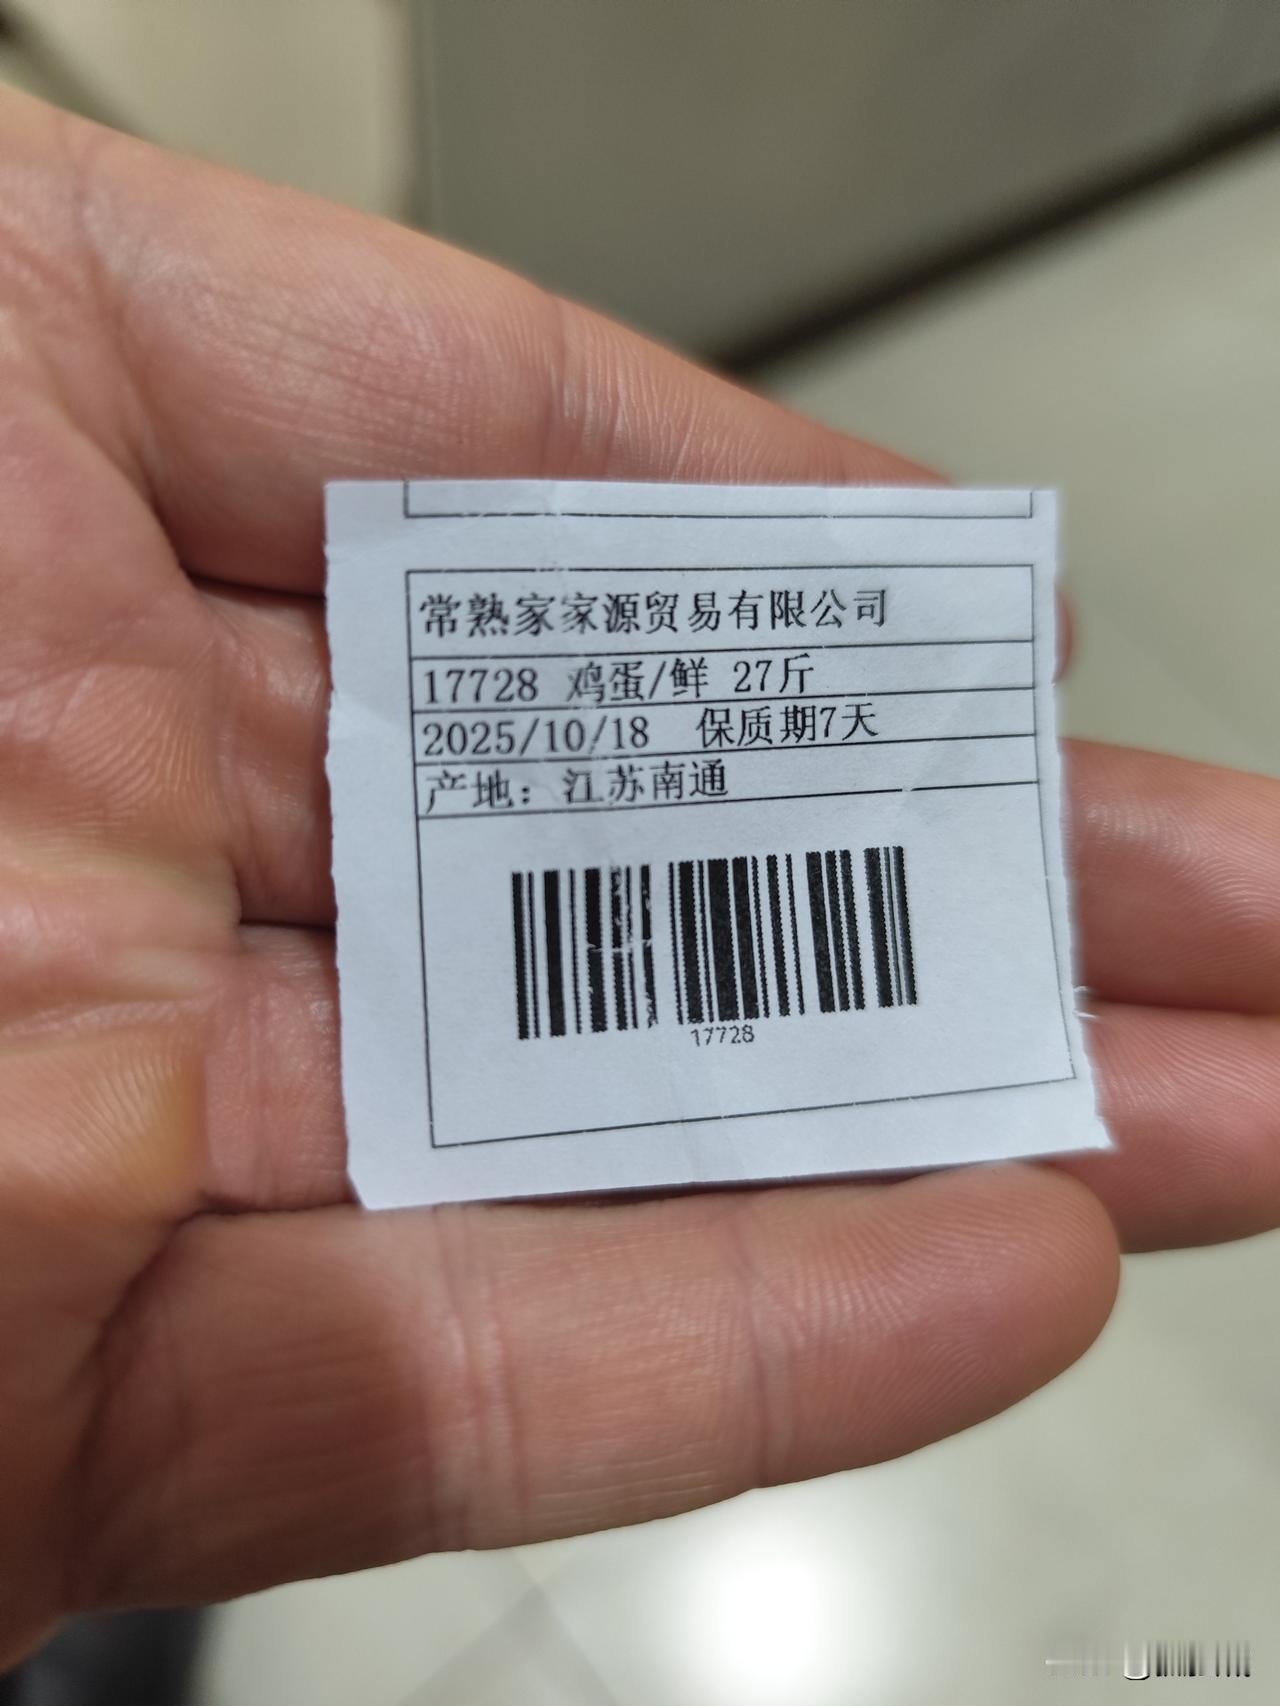 常熟家家源贸易有限公司
17728 鸡蛋/鲜 27斤
2025/10/18 保质期7天
产地：江苏南通
17728